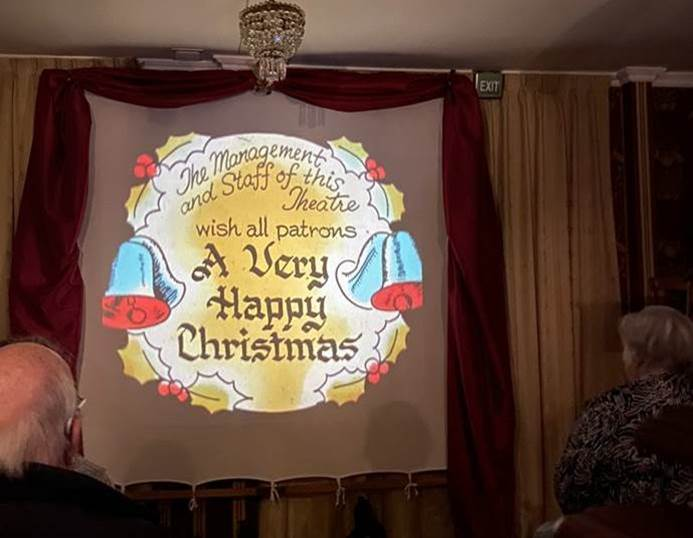 EXIT
The Management
and Staff of this
Theatre
wish all patrons
A Very
Happy
Christmas